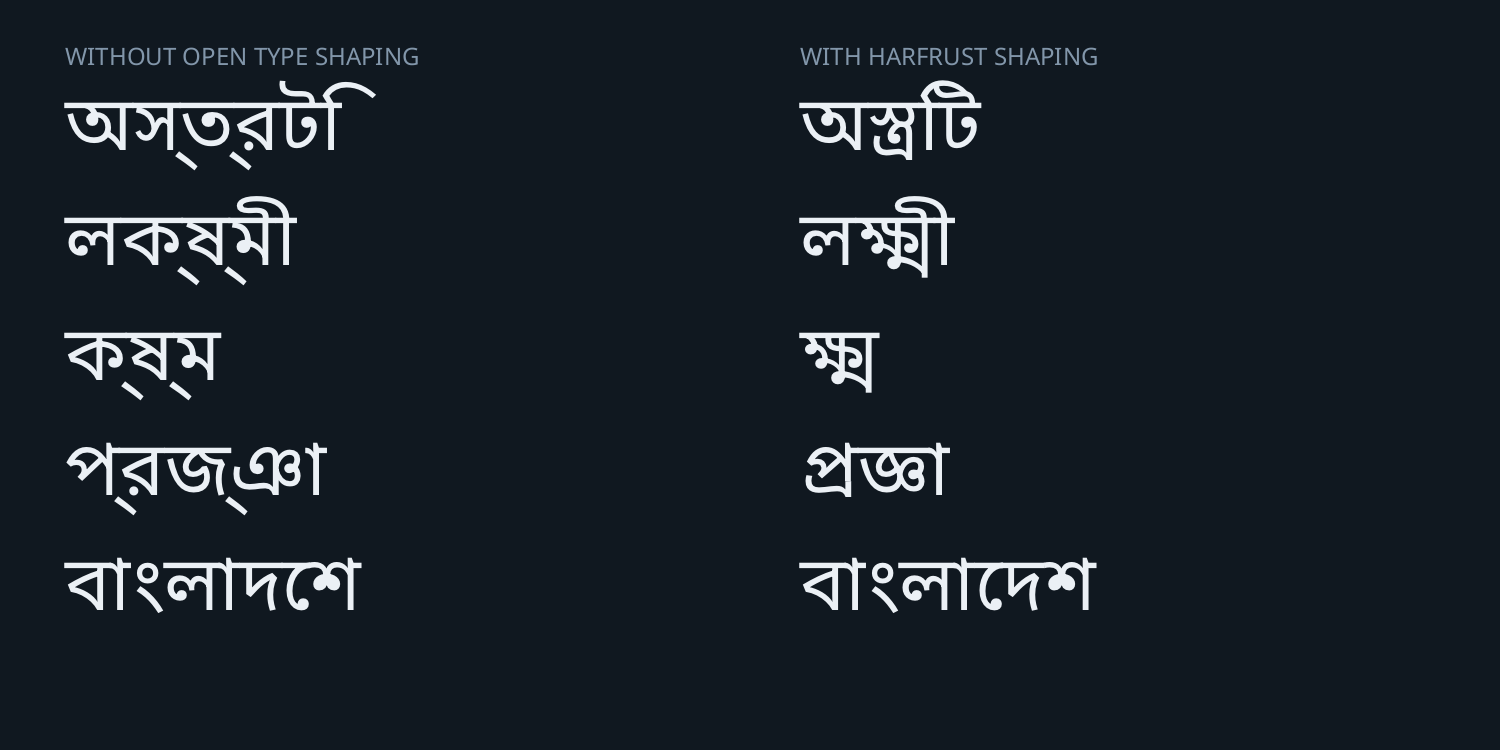 WITHOUT OPEN TYPE SHAPING
অস্ত্রটি
লক্ষ্মী
ক্ষ্ম
প্রজ্ঞা
বাংলাদেশ
WITH HARFRUST SHAPING
অস্ত্রটি
লক্ষ্মী
ক্ষ্ম
প্রজ্ঞা
বাংলাদেশ